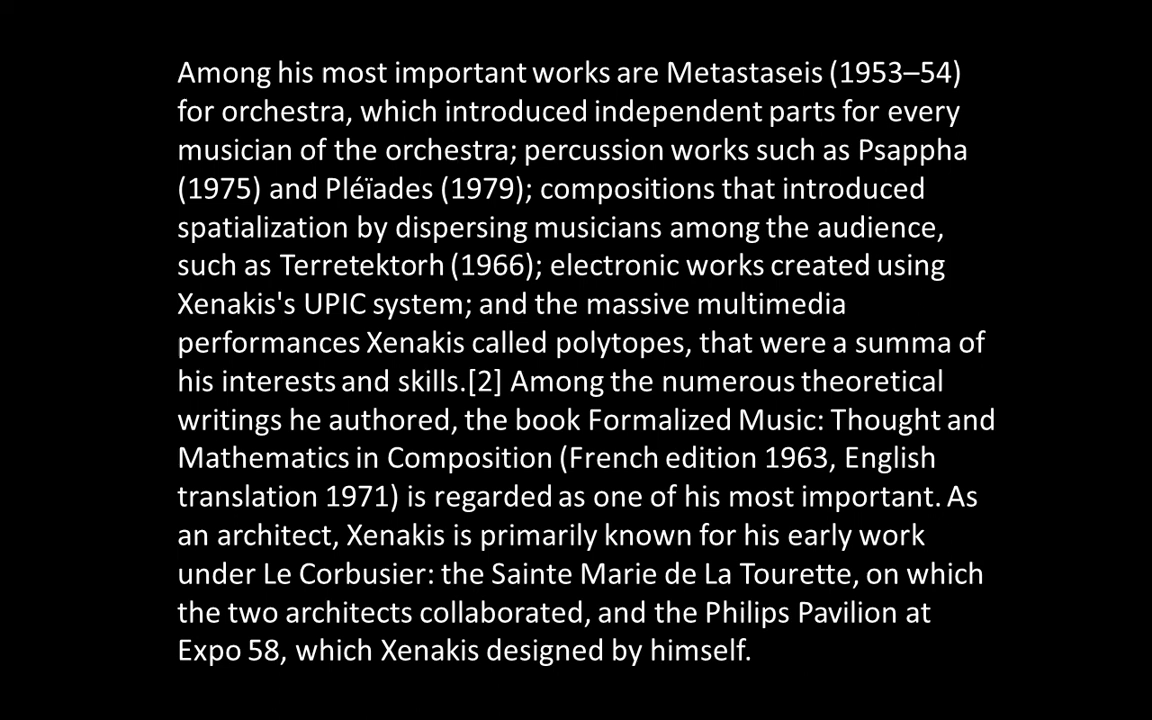 Among his most important works are Metastaseis (1953–54)
for orchestra, which introduced independent parts for every
musician of the orchestra; percussion works such as Psappha
(1975) and Pléïades (1979); compositions that introduced
spatialization by dispersing musicians among the audience,
such as Terretektorh (1966); electronic works created using
Xenakis's UPIC system; and the massive multimedia
performances Xenakis called polytopes, that were a summa of
his interests and skills.[2] Among the numerous theoretical
writings he authored, the book Formalized Music: Thought and
Mathematics in Composition (French edition 1963, English
translation 1971) is regarded as one of his most important. As
an architect, Xenakis is primarily known for his early work
under Le Corbusier: the Sainte Marie de La Tourette, on which
the two architects collaborated, and the Philips Pavilion at
Expo 58, which Xenakis designed by himself.